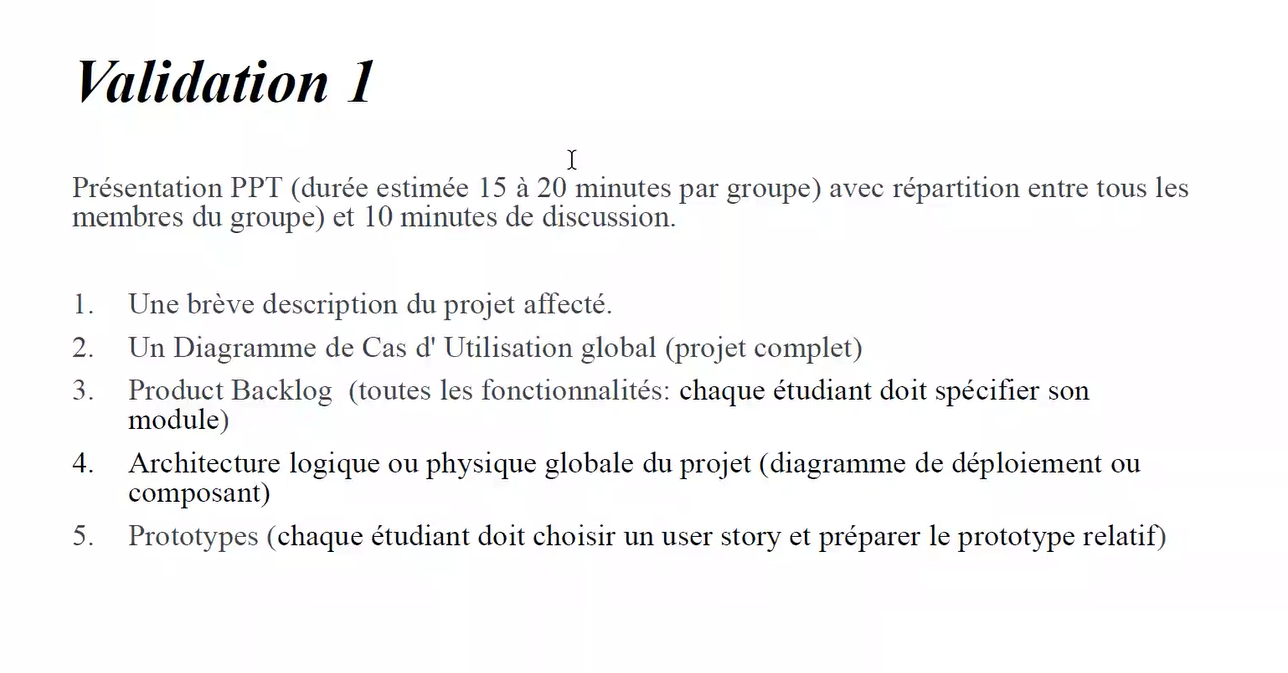 Validation 1
Présentation PPT (durée estimée 15 à 20 minutes par groupe) avec répartition entre tous les
membres du groupe) et 10 minutes de discussion.
1. Une brève description du projet affecté.
2. Un Diagramme de Cas d' Utilisation global (projet complet)
3. Product Backlog (toutes les fonctionnalités: chaque étudiant doit spécifier son
module)
4. Architecture logique ou physique globale du projet (diagramme de déploiement ou
composant)
5. Prototypes (chaque étudiant doit choisir un user story et préparer le prototype relatif)